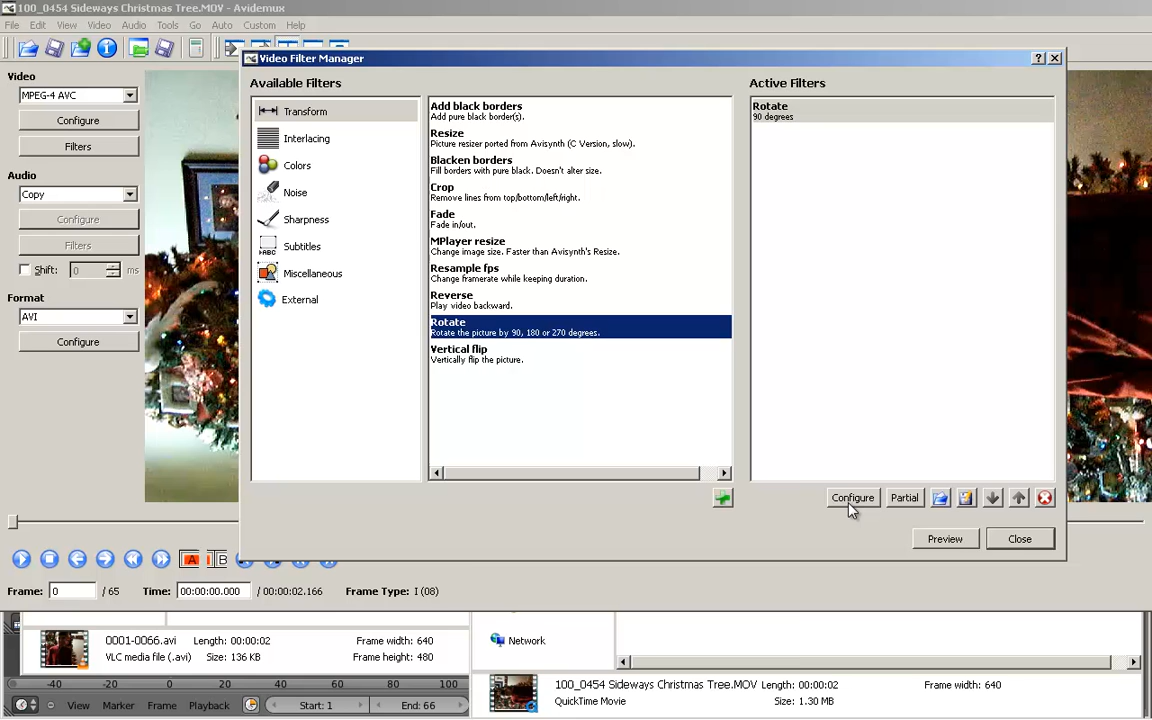 100_0454 Sideways Christmas Tree.MOV - Avidemux
File Edit View Video Audio Tools Go Auto Custom Help
Video
MPEG-4 AVC
Configure
Filters
Audio
Copy
Configure
Filters
Shift: 0 ms
Format
AVI
Configure
Video Filter Manager
Available Filters
Transform
Interlacing
Colors
Noise
Sharpness
ABC
Subtitles
Miscellaneous
External
Add black borders
Add pure black border(s).
Resize
Picture resizer ported from Avisynth (C Version, slow).
Blacken borders
Fill borders with pure black. Doesn't alter size.
Crop
Remove lines from top/bottom/left/right.
Fade
Fade in/out.
MPlayer resize
Change image size. Faster than Avisynth's Resize.
Resample fps
Change framerate while keeping duration.
Reverse
Play video backward.
Rotate
Rotate the picture by 90, 180 or 270 degrees.
Vertical flip
Vertically flip the picture.
Active Filters
Rotate
90 degrees
Configure Partial
Preview Close
A B
Frame: 0 / 65 Time: 00:00:00.000 / 00:00:02.166 Frame Type: I (08)
0001-0066.avi Length: 00:00:02 Frame width: 640
VLC media file (.avi) Size: 136 KB Frame height: 480
Network
100_0454 Sideways Christmas Tree.MOV Length: 00:00:02 Frame width: 640
QuickTime Movie Size: 1.30 MB
-40 -20 0 20 40 60 80 100
View Marker Frame Playback Start: 1 End: 66